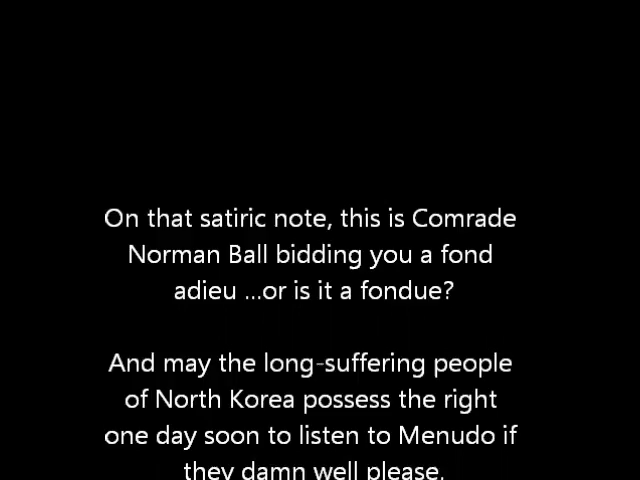 On that satiric note, this is Comrade
Norman Ball bidding you a fond
adieu ...or is it a fondue?
And may the long-suffering people
of North Korea possess the right
one day soon to listen to Menudo if
they damn well please.